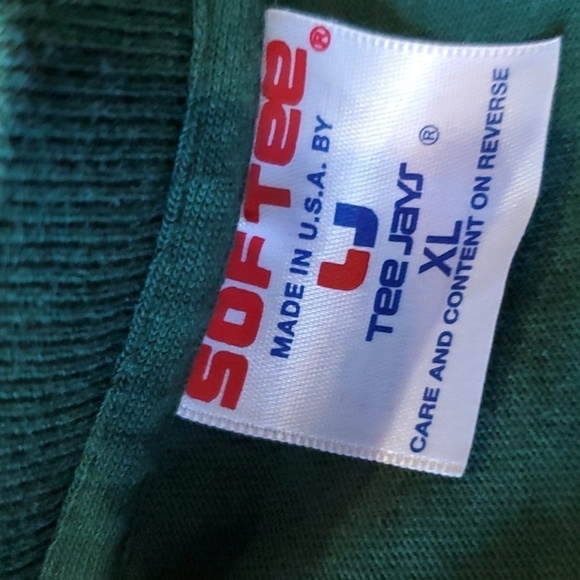 SOFTEE®
MADE IN U.S.A. BY
TEE JAYS®
XL
CARE AND CONTENT ON REVERSE